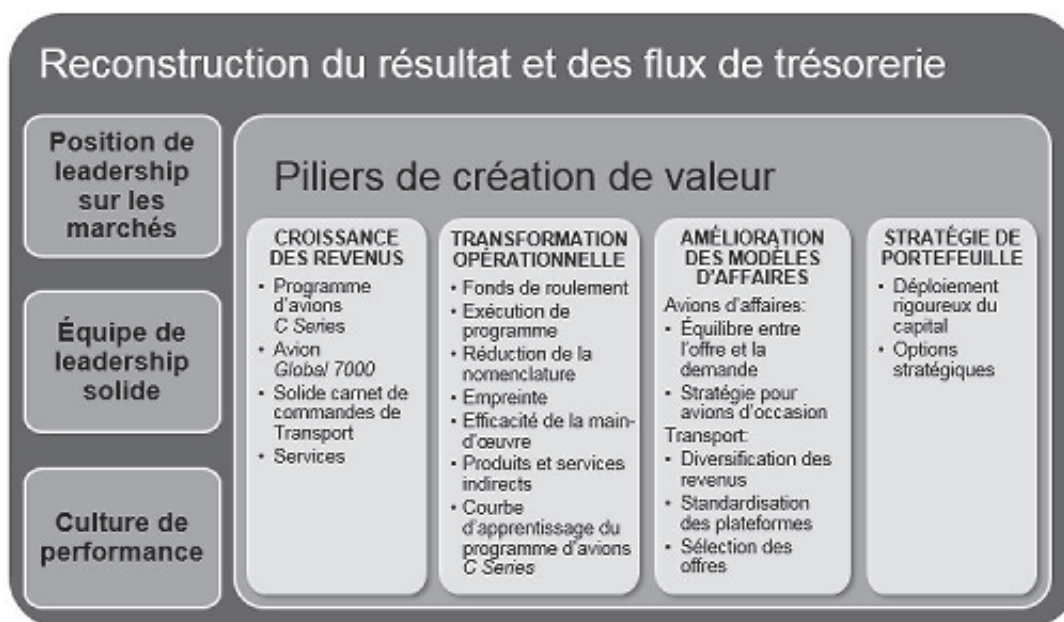 Reconstruction du résultat et des flux de trésorerie
Position de
leadership
sur les
marchés
Équipe de
leadership
solide
Culture de
performance
Piliers de création de valeur
CROISSANCE
DES REVENUS
• Programme
d'avions
C Series
• Avion
Global 7000
• Solide carnet de
commandes de
Transport
• Services
TRANSFORMATION
OPÉRATIONNELLE
• Fonds de roulement
• Exécution de
programme
• Réduction de la
nomenclature
• Empreinte
• Efficacité de la main-
d'œuvre
• Produits et services
indirects
• Courbe
d'apprentissage du
programme d'avions
C Series
AMÉLIORATION
DES MODÈLES
D'AFFAIRES
Avions d'affaires:
• Équilibre entre
l'offre et la
demande
• Stratégie pour
avions d'occasion
Transport:
• Diversification des
revenus
• Standardisation
des plateformes
• Sélection des
offres
STRATÉGIE DE
PORTEFEUILLE
• Déploiement
rigoureux du
capital
• Options
stratégiques